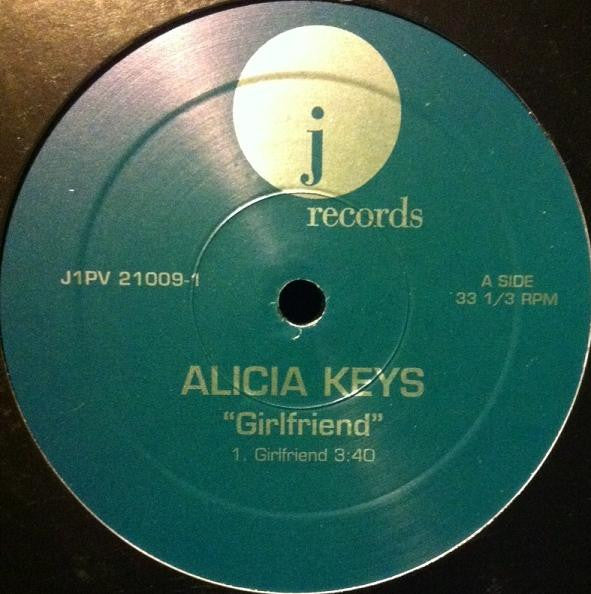 j
records
J1PV 21009-1
A SIDE
33 1/3 RPM
ALICIA KEYS
“Girlfriend”
1. Girlfriend 3:40